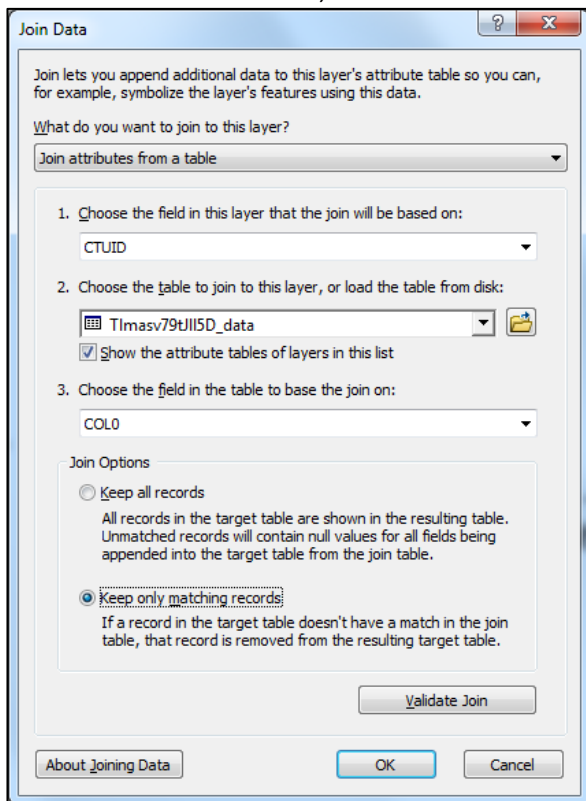 Join Data
Join lets you append additional data to this layer's attribute table so you can,
for example, symbolize the layer's features using this data.
What do you want to join to this layer?
Join attributes from a table
1. Choose the field in this layer that the join will be based on:
CTUID
2. Choose the table to join to this layer, or load the table from disk:
Show the attribute tables of layers in this list
3. Choose the field in the table to base the join on:
COL0
Join Options
Keep all records
All records in the target table are shown in the resulting table.
Unmatched records will contain null values for all fields being
appended into the target table from the join table.
Keep only matching records
If a record in the target table doesn't have a match in the join
table, that record is removed from the resulting target table.
Validate Join
About Joining Data
OK
Cancel